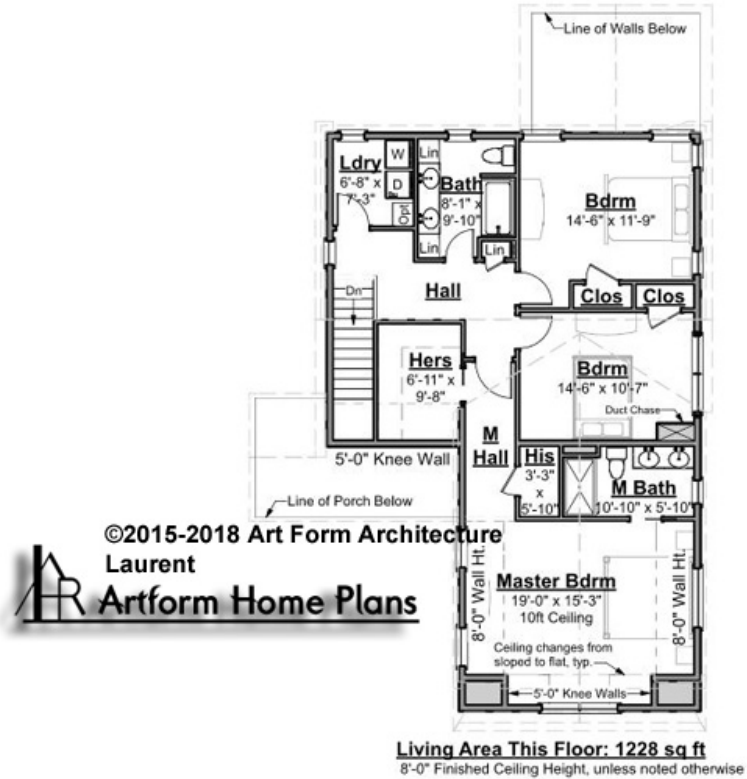 Line of Walls Below
Ldry
6'-8" x
7'-3"
W
D
Opt
Lin
Bath
8'-1" x
9'-10"
Lin
Lin
Bdrm
14'-6" x 11'-9"
Clos
Clos
Hall
Dn
Hers
6'-11" x
9'-8"
Bdrm
14'-6" x 10'-7"
Duct Chase
M
Hall
His
3'-3"
x
5'-10"
M Bath
10'-10" x 5'-10"
5'-0" Knee Wall
Line of Porch Below
©2015-2018 Art Form Architecture
Laurent
Artform Home Plans
8'-0" Wall Ht.
Master Bdrm
19'-0" x 15'-3"
10ft Ceiling
8'-0" Wall Ht.
Ceiling changes from
sloped to flat, typ.
5'-0" Knee Walls
Living Area This Floor: 1228 sq ft
8'-0" Finished Ceiling Height, unless noted otherwise